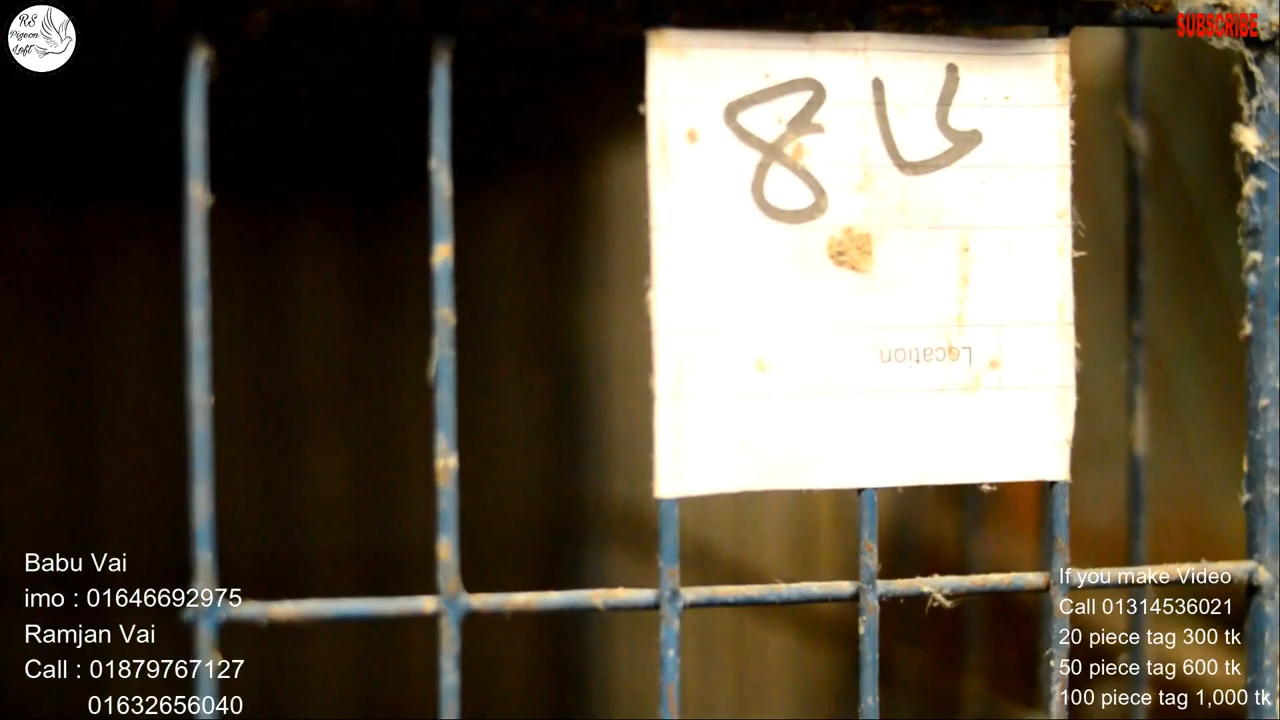 RS
Pigeon
Loft
SUBSCRIBE
৪৫
Location:
Babu Vai
imo : 01646692975
Ramjan Vai
Call : 01879767127
01632656040
If you make Video
Call 01314536021
20 piece tag 300 tk
50 piece tag 600 tk
100 piece tag 1,000 tk